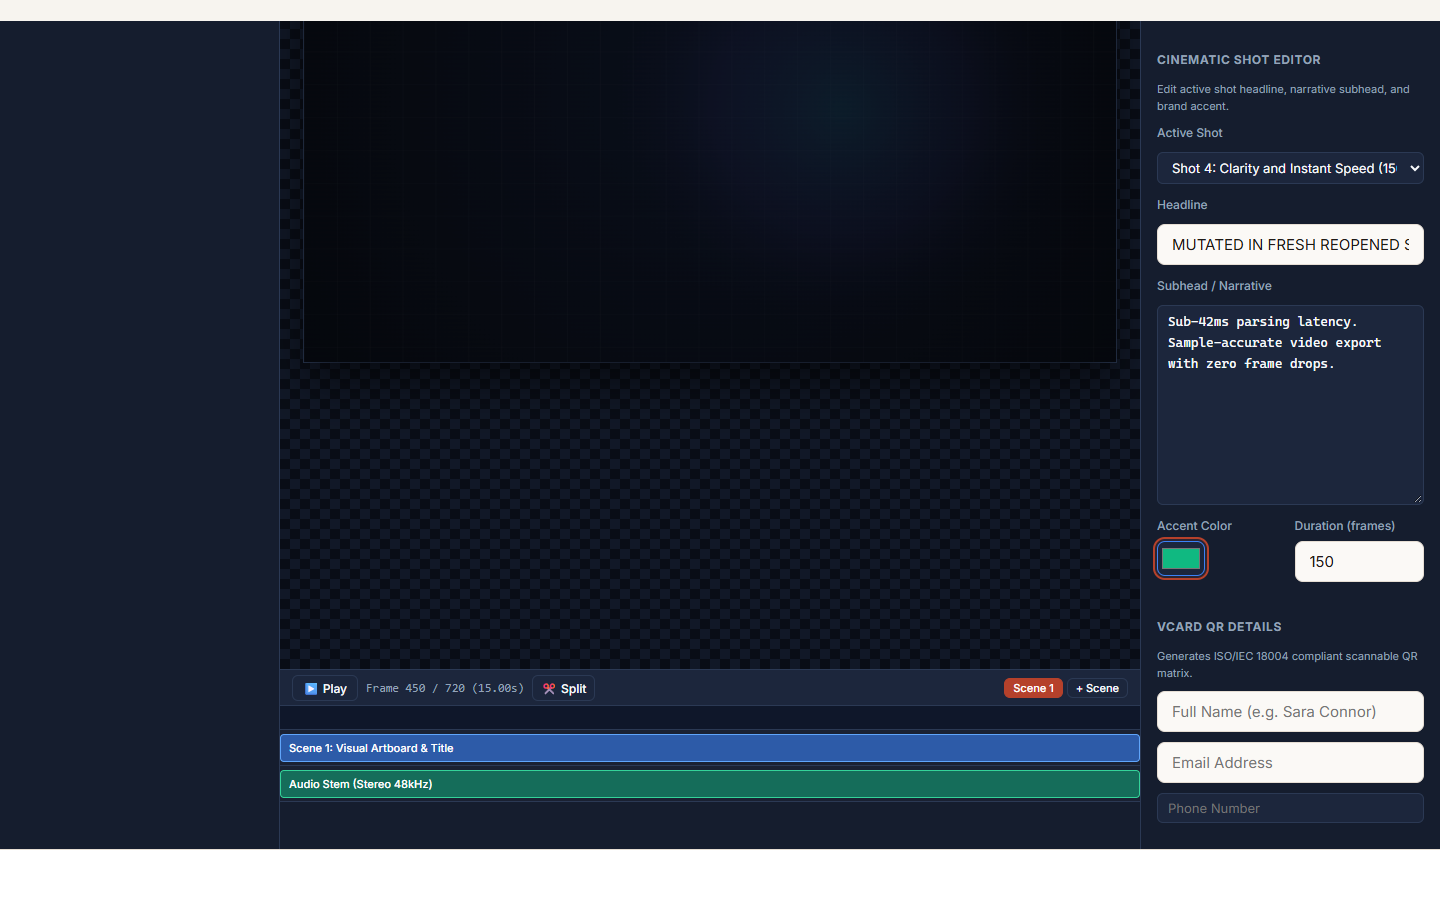 CINEMATIC SHOT EDITOR
Edit active shot headline, narrative subhead, and
brand accent.
Active Shot
Shot 4: Clarity and Instant Speed (15
Headline
MUTATED IN FRESH REOPENED S
Subhead / Narrative
Sub-42ms parsing latency.
Sample-accurate video export
with zero frame drops.
Accent Color
Duration (frames)
150
VCARD QR DETAILS
Generates ISO/IEC 18004 compliant scannable QR
matrix.
Full Name (e.g. Sara Connor)
Email Address
Phone Number
Play
Frame 450 / 720 (15.00s)
Split
Scene 1
+ Scene
Scene 1: Visual Artboard & Title
Audio Stem (Stereo 48kHz)